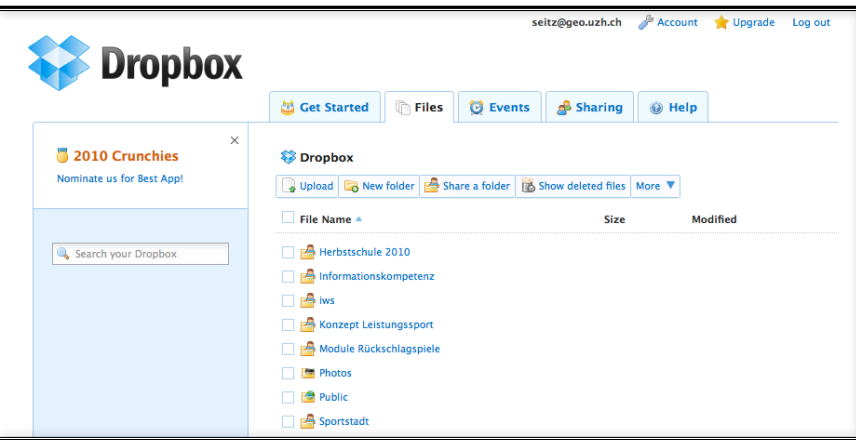 seitz@geo.uzh.ch Account Upgrade Log out
Dropbox
Get Started Files Events Sharing Help
2010 Crunchies
Nominate us for Best App!
Search your Dropbox
Dropbox
Upload New folder Share a folder Show deleted files More
File Name Size Modified
Herbstschule 2010
Informationskompetenz
iws
Konzept Leistungssport
Module Rückschlagspiele
Photos
Public
Sportstadt